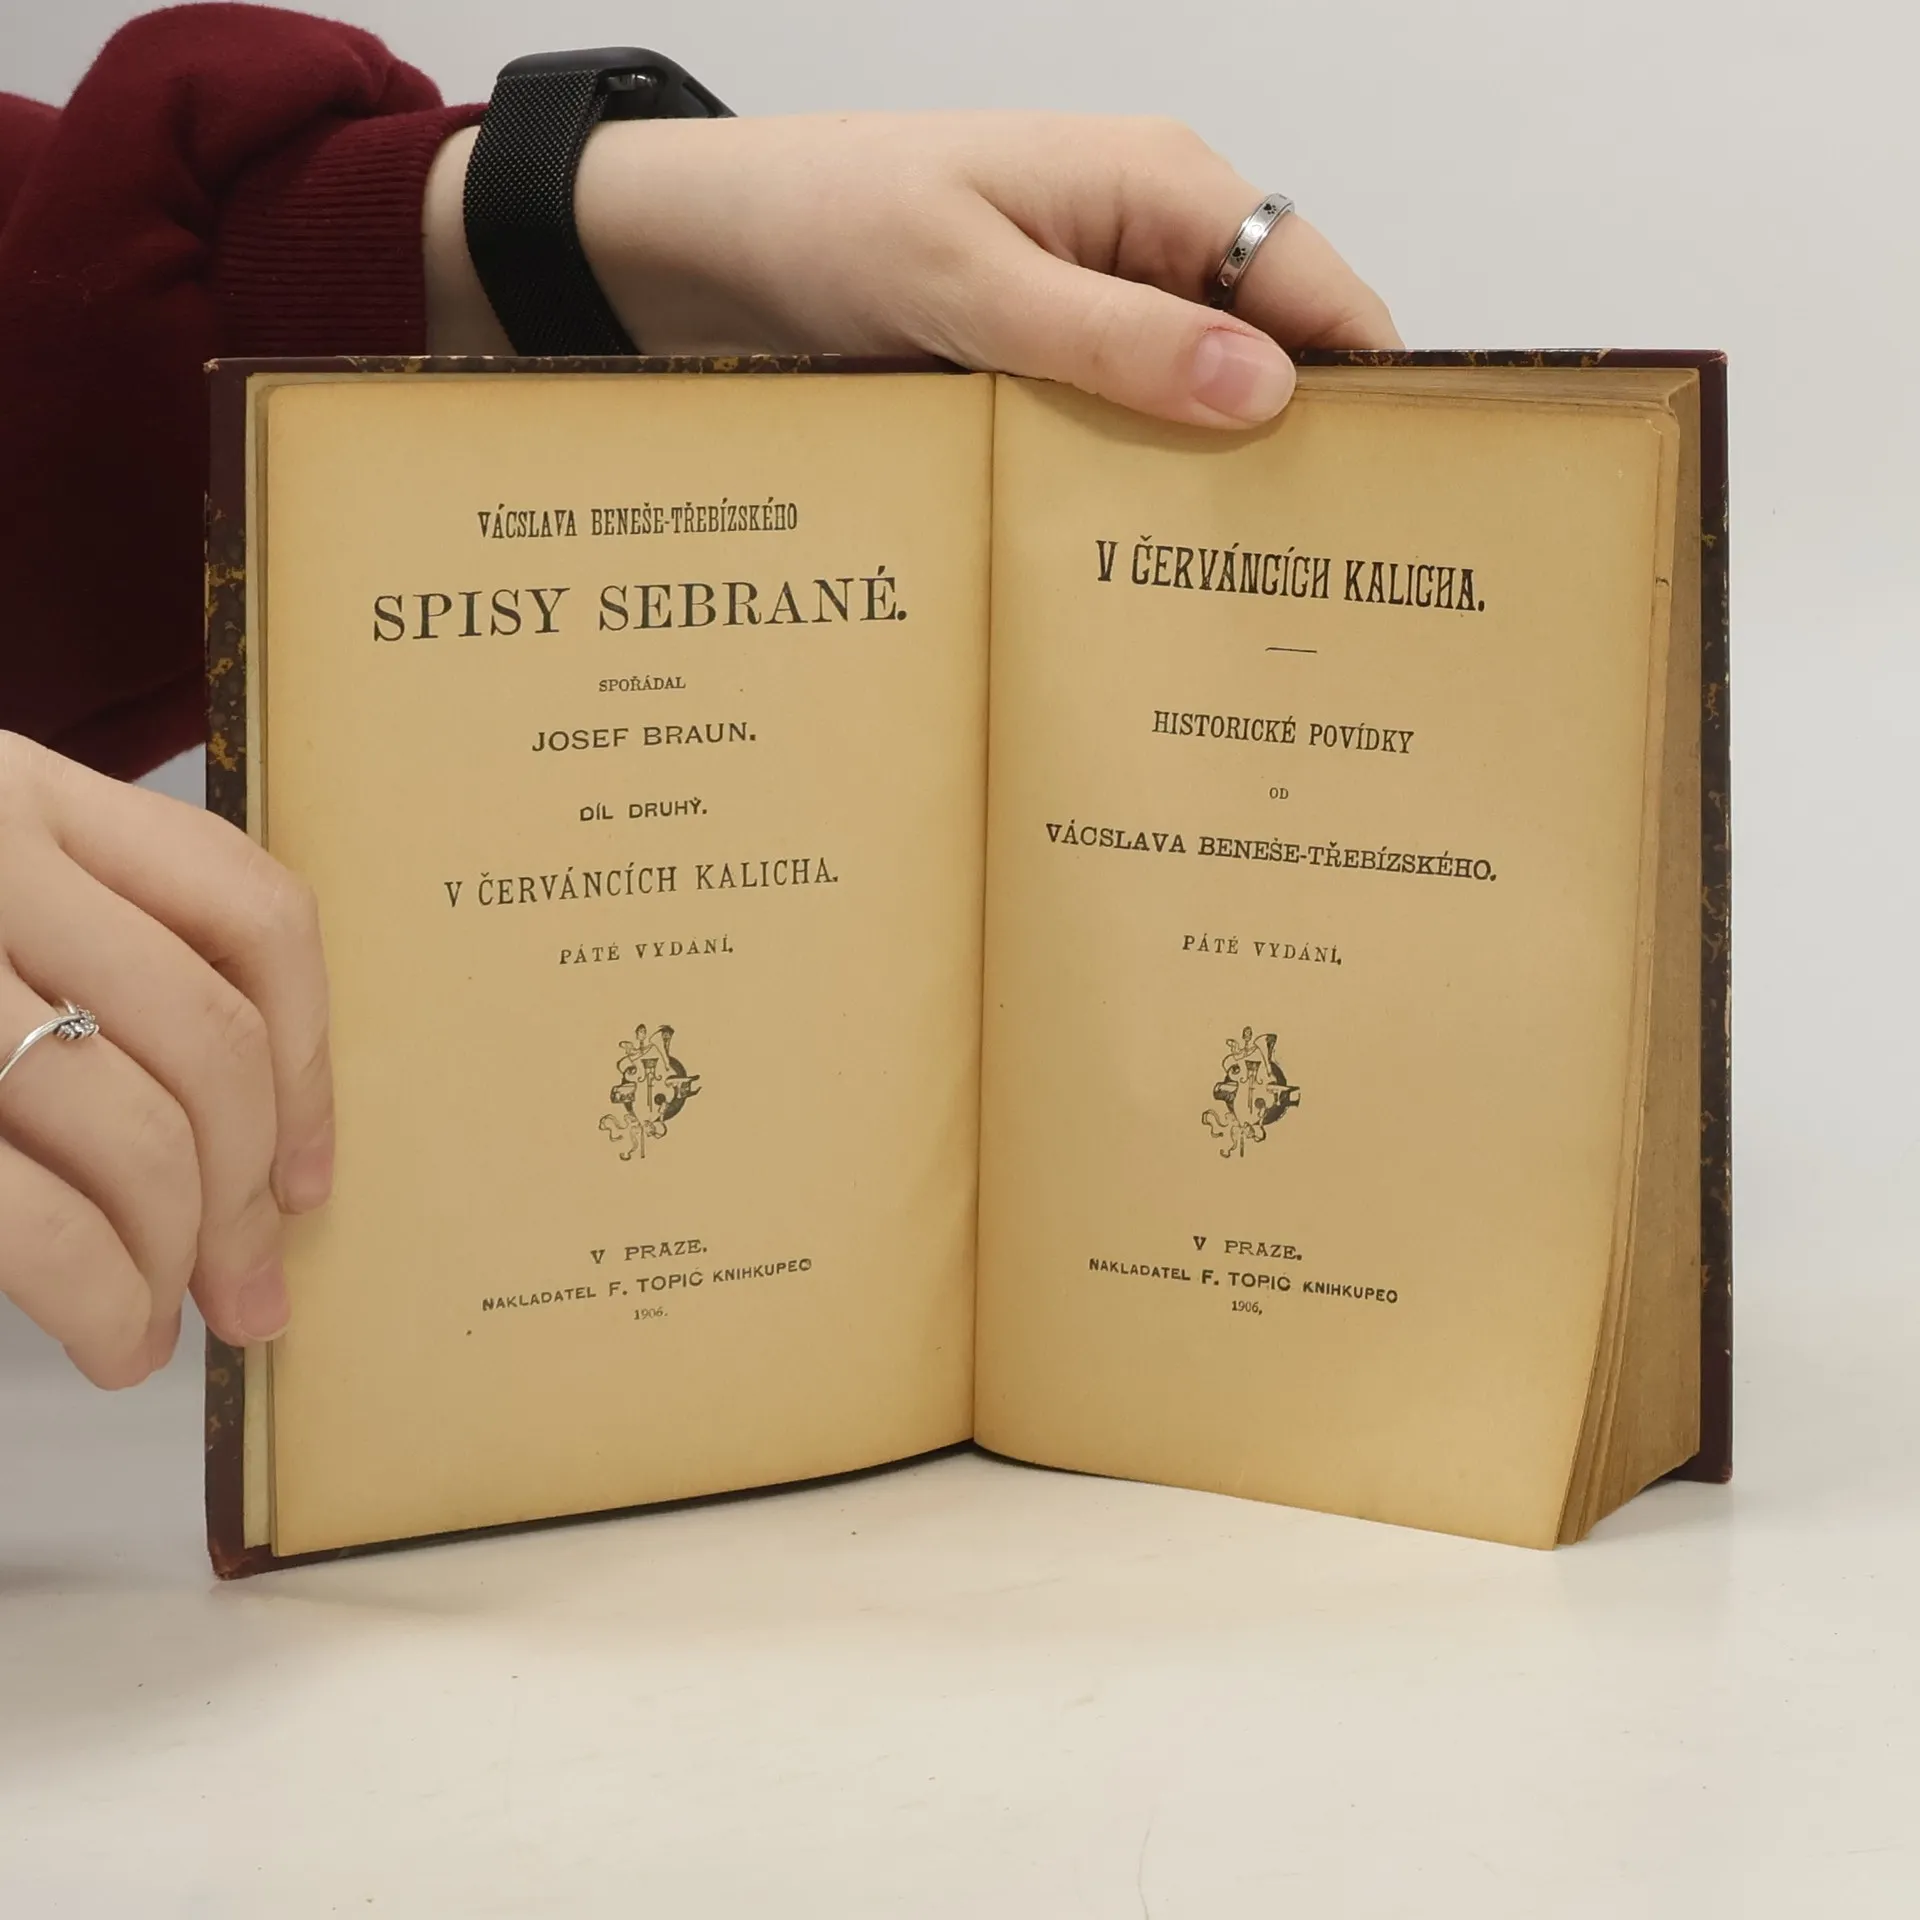 VÁCSLAVA BENEŠE-TŘEBÍZSKÉHO
SPISY SEBRANÉ.
SPOŘÁDAL
JOSEF BRAUN.
DÍL DRUHÝ.
V ČERVÁNCÍCH KALICHA.
PÁTÉ VYDÁNÍ.
V PRAZE.
NAKLADATEL F. TOPIČ KNIHKUPEC
1906.
V ČERVÁNCÍCH KALICHA.
HISTORICKÉ POVÍDKY
OD
VÁCSLAVA BENEŠE-TŘEBÍZSKÉHO.
PÁTÉ VYDÁNÍ.
V PRAZE.
NAKLADATEL F. TOPIČ KNIHKUPEC
1906.